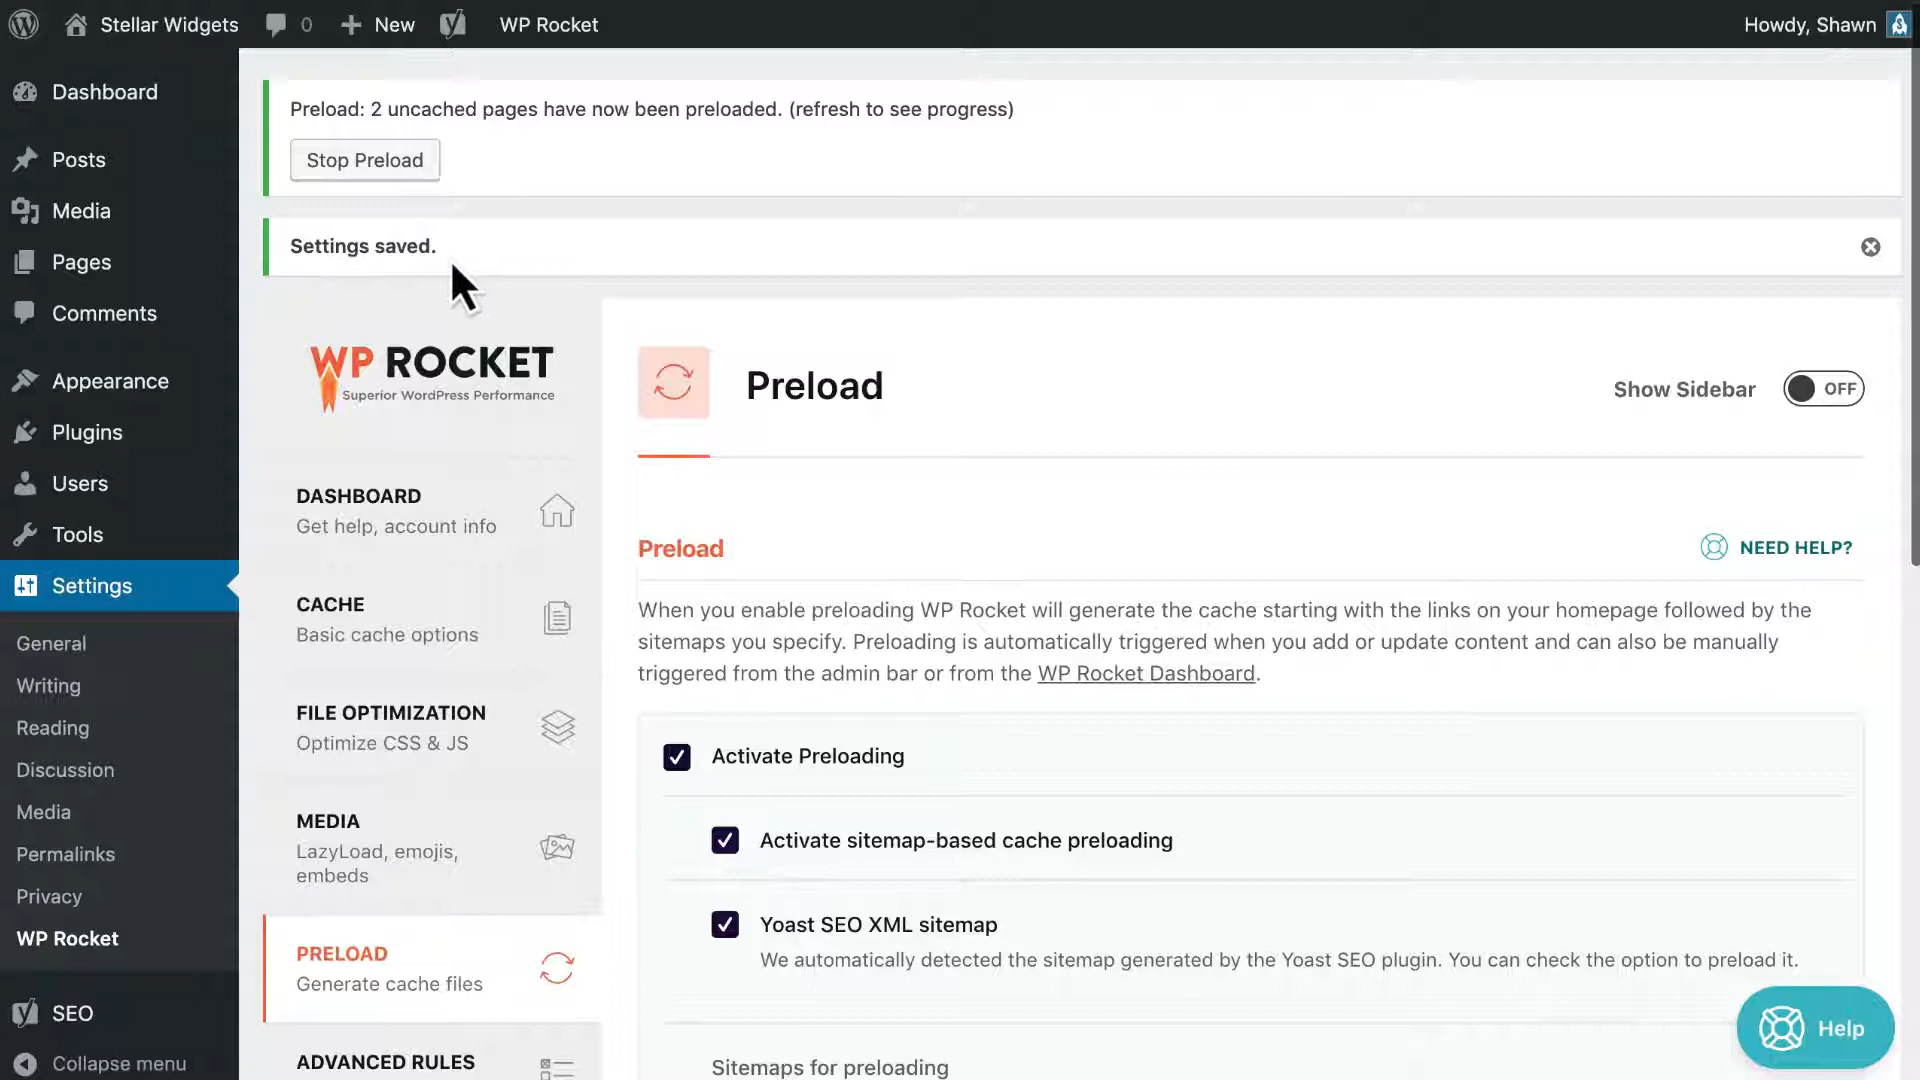 Stellar Widgets
0
New
WP Rocket
Howdy, Shawn
Dashboard
Posts
Media
Pages
Comments
Appearance
Plugins
Users
Tools
Settings
General
Writing
Reading
Discussion
Media
Permalinks
Privacy
WP Rocket
SEO
Collapse menu
Preload: 2 uncached pages have now been preloaded. (refresh to see progress)
Stop Preload
Settings saved.
WP ROCKET
Superior WordPress Performance
DASHBOARD
Get help, account info
CACHE
Basic cache options
FILE OPTIMIZATION
Optimize CSS & JS
MEDIA
LazyLoad, emojis,
embeds
PRELOAD
Generate cache files
ADVANCED RULES
Preload
Show Sidebar
OFF
Preload
NEED HELP?
When you enable preloading WP Rocket will generate the cache starting with the links on your homepage followed by the
sitemaps you specify. Preloading is automatically triggered when you add or update content and can also be manually
triggered from the admin bar or from the WP Rocket Dashboard.
Activate Preloading
Activate sitemap-based cache preloading
Yoast SEO XML sitemap
We automatically detected the sitemap generated by the Yoast SEO plugin. You can check the option to preload it.
Sitemaps for preloading
Help